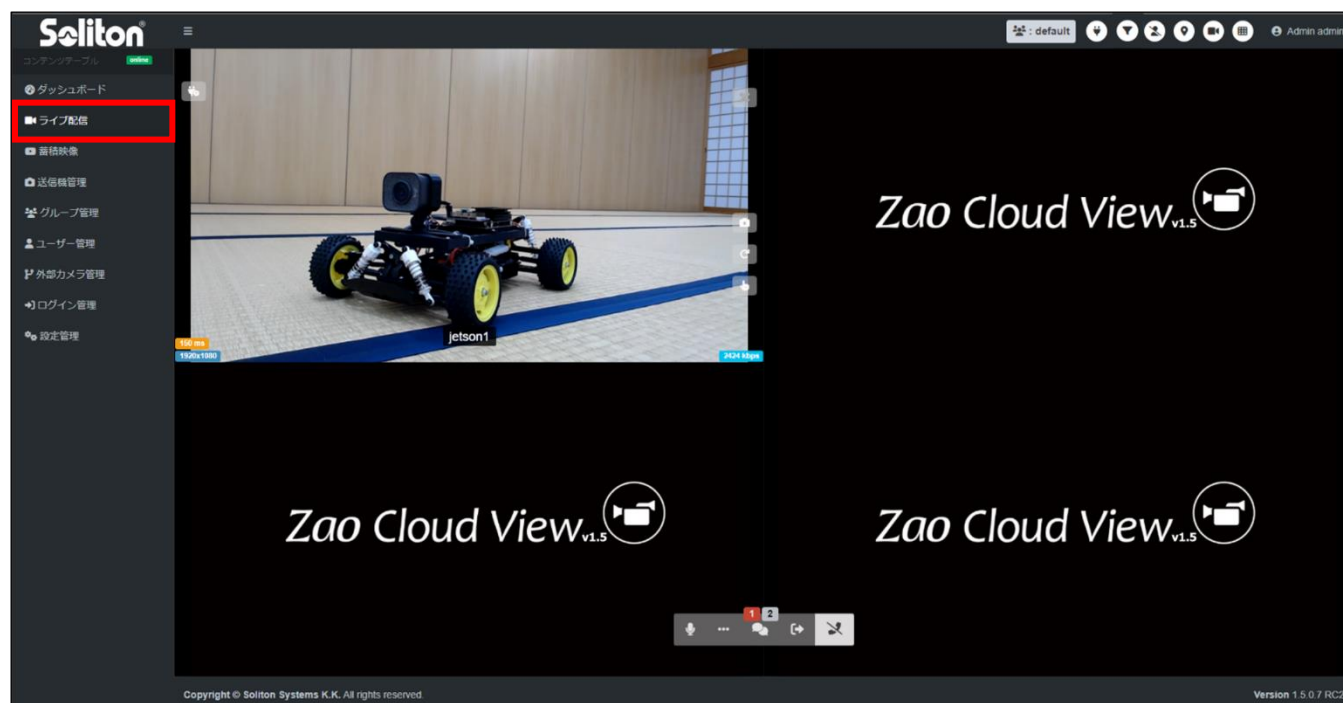 Soliton®
: default
Admin admin
コンテンツテーブル
online
ダッシュボード
ライブ配信
蓄積映像
送信機管理
グループ管理
ユーザー管理
外部カメラ管理
ログイン管理
設定管理
jetson1
150 ms
1920x1080
2424 kbps
Zao Cloud View v1.5
Zao Cloud View v1.5
Zao Cloud View v1.5
1 2
Copyright © Soliton Systems K.K. All rights reserved.
Version 1.5.0.7 RC2